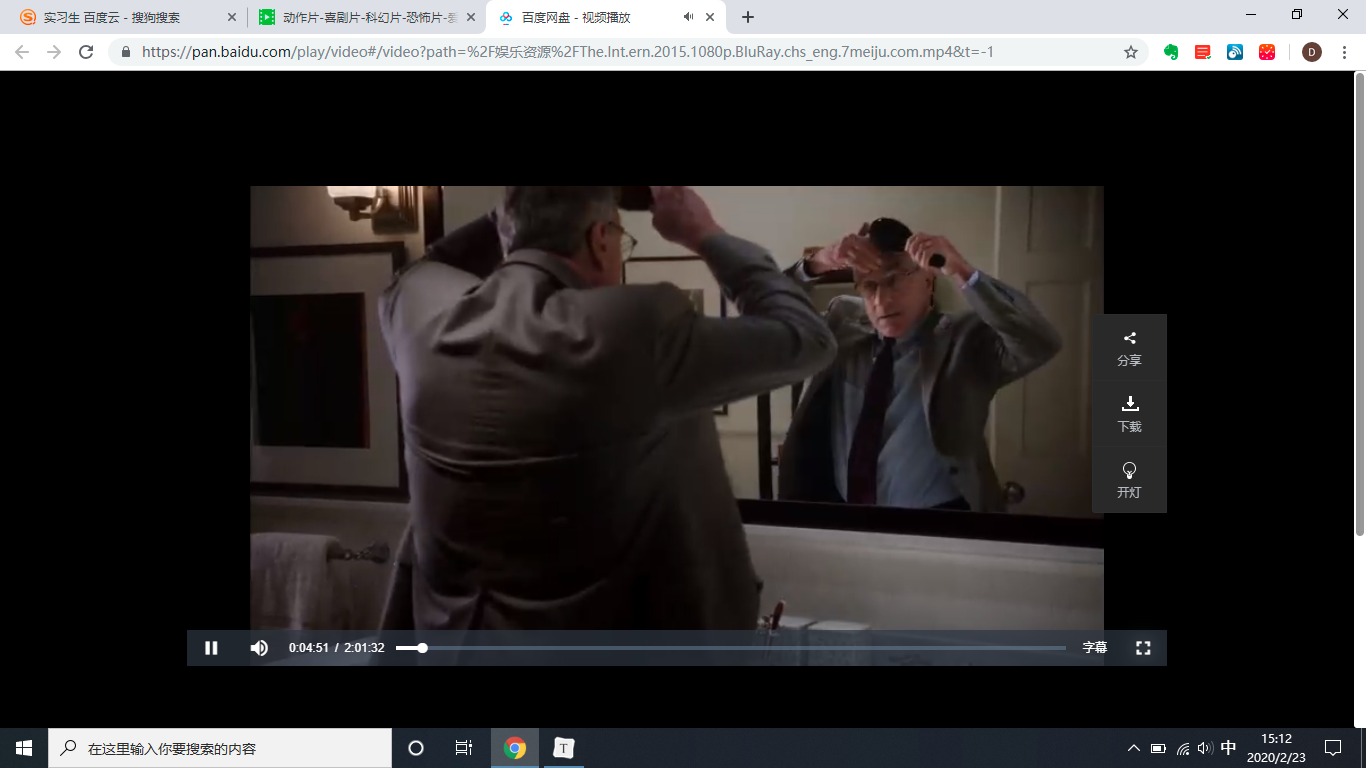 实习生 百度云 - 搜狗搜索
动作片-喜剧片-科幻片-恐怖片-爱
百度网盘 - 视频播放
https://pan.baidu.com/play/video#/video?path=%2F娱乐资源%2FThe.Int.ern.2015.1080p.BluRay.chs_eng.7meiju.com.mp4&t=-1
D
分享
下载
开灯
0:04:51 / 2:01:32
字幕
在这里输入你要搜索的内容
T
中
15:12
2020/2/23